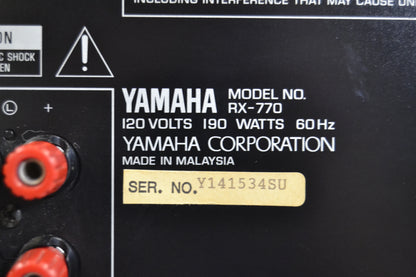 INCLUDING INTERFERENCE THAT MAY CAUSE UN
ON
C SHOCK
EN
YAMAHA MODEL NO.
RX-770
120 VOLTS 190 WATTS 60Hz
YAMAHA CORPORATION
MADE IN MALAYSIA
SER. NO. Y141534SU
L +